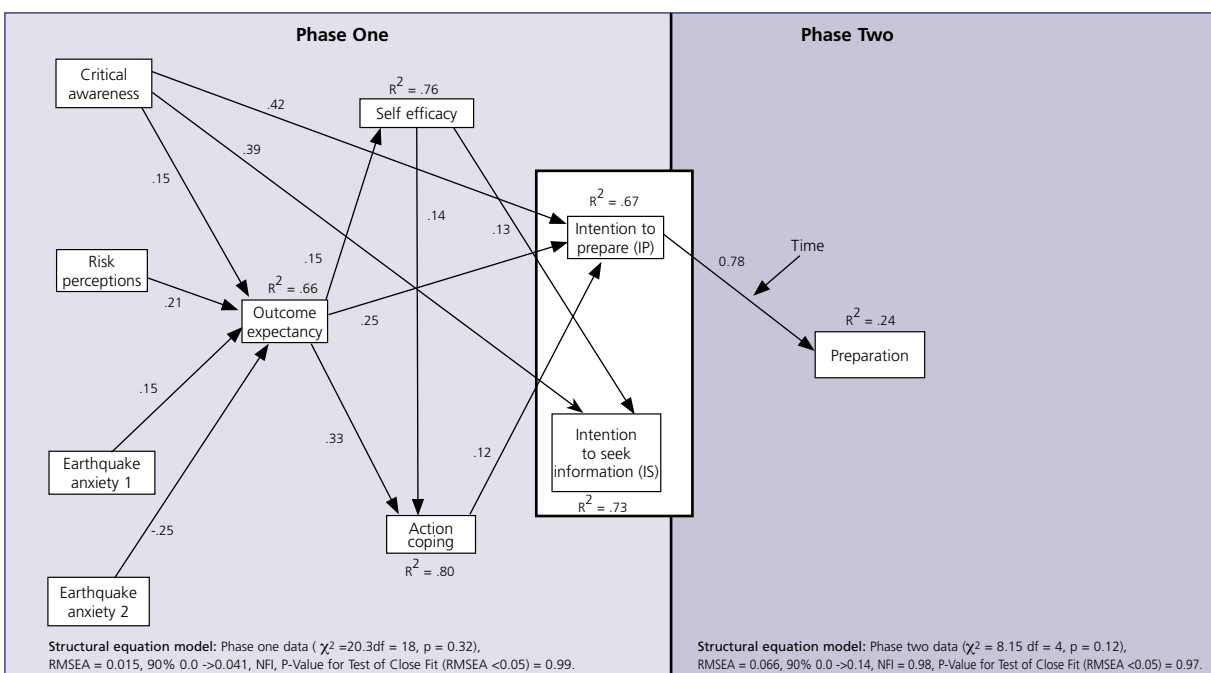 Phase One
Phase Two
Critical
awareness
R² = .76
Self efficacy
.42
.39
.15
.14
.13
R² = .67
Intention to
prepare (IP)
Time
0.78
Risk
perceptions
.21
.15
R² = .66
Outcome
expectancy
.25
R² = .24
Preparation
.15
.33
.12
Intention
to seek
information (IS)
R² = .73
Earthquake
anxiety 1
-.25
Action
coping
R² = .80
Earthquake
anxiety 2
Structural equation model: Phase one data ( χ² =20.3df = 18, p = 0.32),
RMSEA = 0.015, 90% 0.0 ->0.041, NFI, P-Value for Test of Close Fit (RMSEA <0.05) = 0.99.
Structural equation model: Phase two data (χ² = 8.15 df = 4, p = 0.12),
RMSEA = 0.066, 90% 0.0 ->0.14, NFI = 0.98, P-Value for Test of Close Fit (RMSEA <0.05) = 0.97.